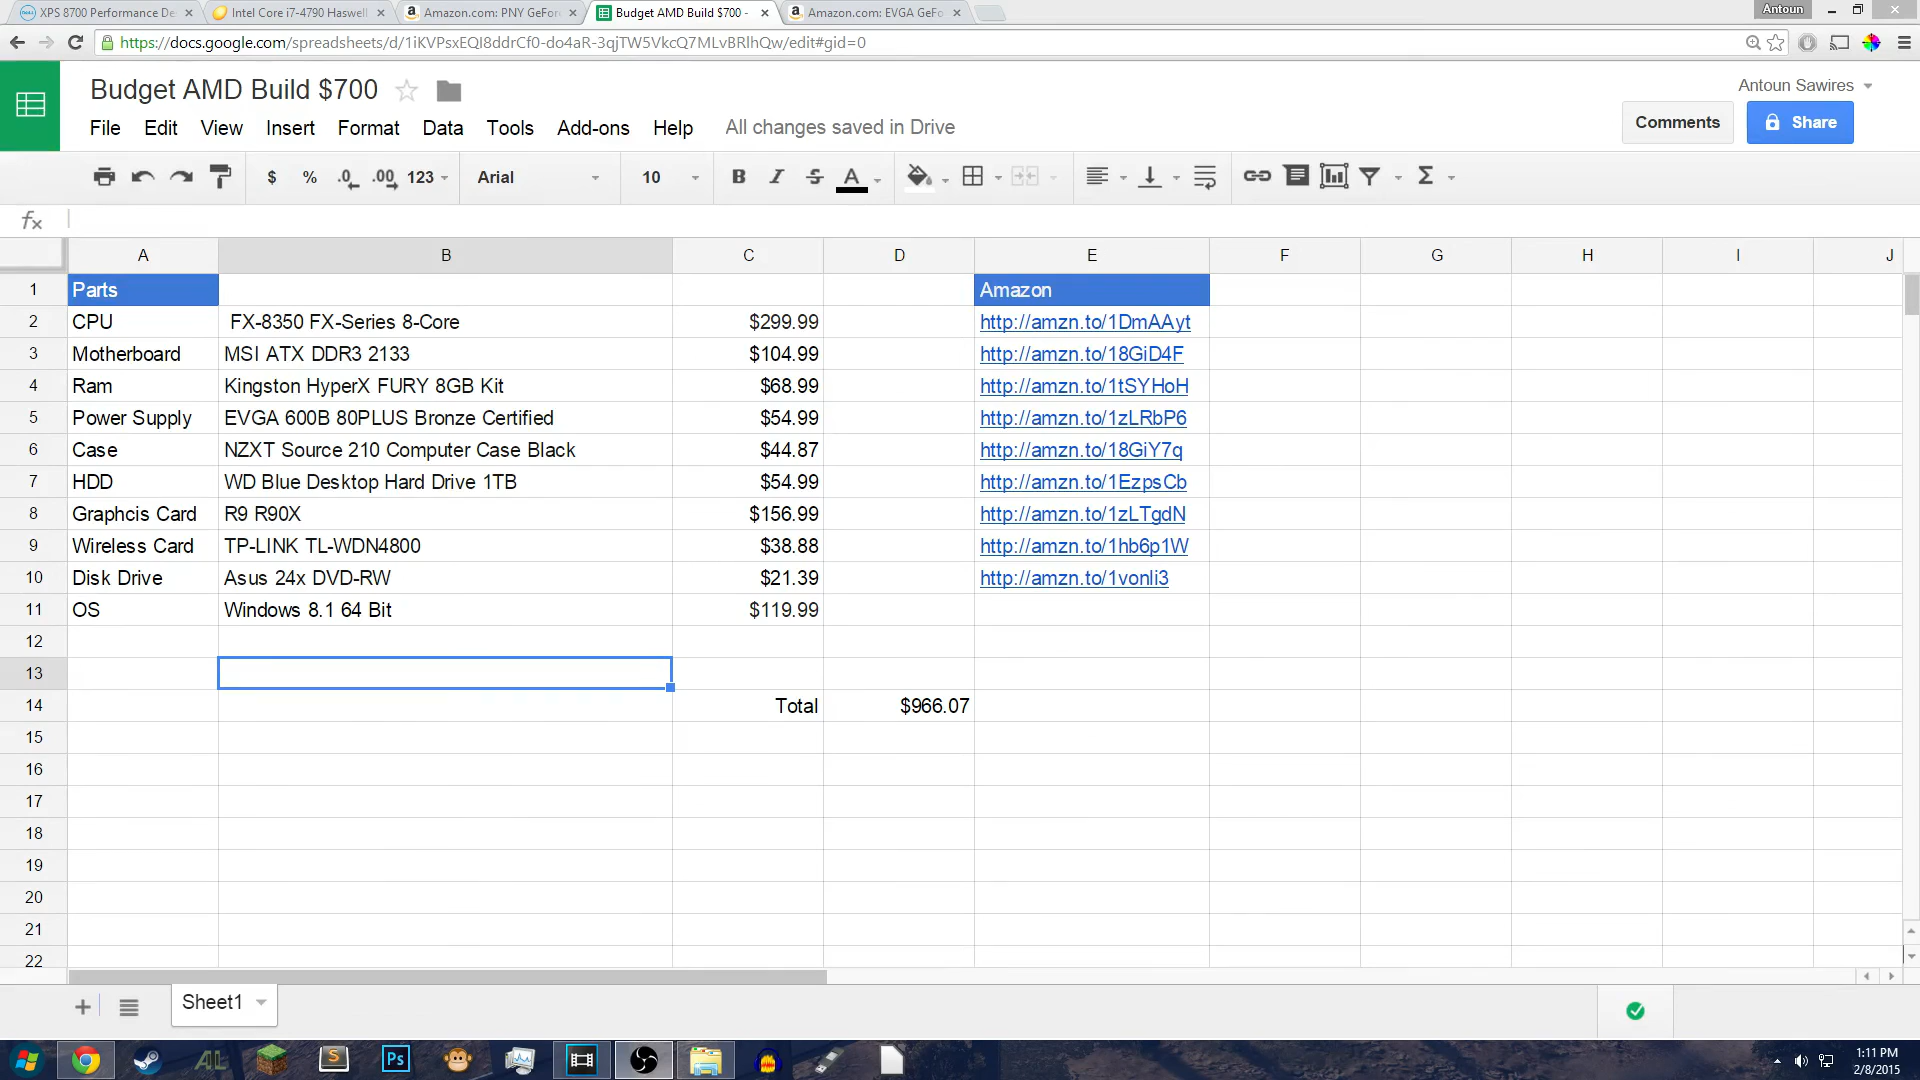 XPS 8700 Performance De
Intel Core i7-4790 Haswell
Amazon.com: PNY GeFor
Budget AMD Build $700 -
Amazon.com: EVGA GeFo
Antoun
https://docs.google.com/spreadsheets/d/1iKVPsxEQI8ddrCf0-do4aR-3qjTW5VkcQ7MLvBRlhQw/edit#gid=0
Budget AMD Build $700
Antoun Sawires
File Edit View Insert Format Data Tools Add-ons Help All changes saved in Drive
Comments
Share
$ % .0 .00 123 Arial 10 B I S A Σ
fx
A B C D E F G H I J
1 Parts Amazon
2 CPU FX-8350 FX-Series 8-Core $299.99 http://amzn.to/1DmAAyt
3 Motherboard MSI ATX DDR3 2133 $104.99 http://amzn.to/18GiD4F
4 Ram Kingston HyperX FURY 8GB Kit $68.99 http://amzn.to/1tSYHoH
5 Power Supply EVGA 600B 80PLUS Bronze Certified $54.99 http://amzn.to/1zLRbP6
6 Case NZXT Source 210 Computer Case Black $44.87 http://amzn.to/18GiY7q
7 HDD WD Blue Desktop Hard Drive 1TB $54.99 http://amzn.to/1EzpsCb
8 Graphcis Card R9 R90X $156.99 http://amzn.to/1zLTgdN
9 Wireless Card TP-LINK TL-WDN4800 $38.88 http://amzn.to/1hb6p1W
10 Disk Drive Asus 24x DVD-RW $21.39 http://amzn.to/1vonli3
11 OS Windows 8.1 64 Bit $119.99
12
13
14 Total $966.07
15
16
17
18
19
20
21
22
Sheet1
AL
S
Ps
1:11 PM
2/8/2015